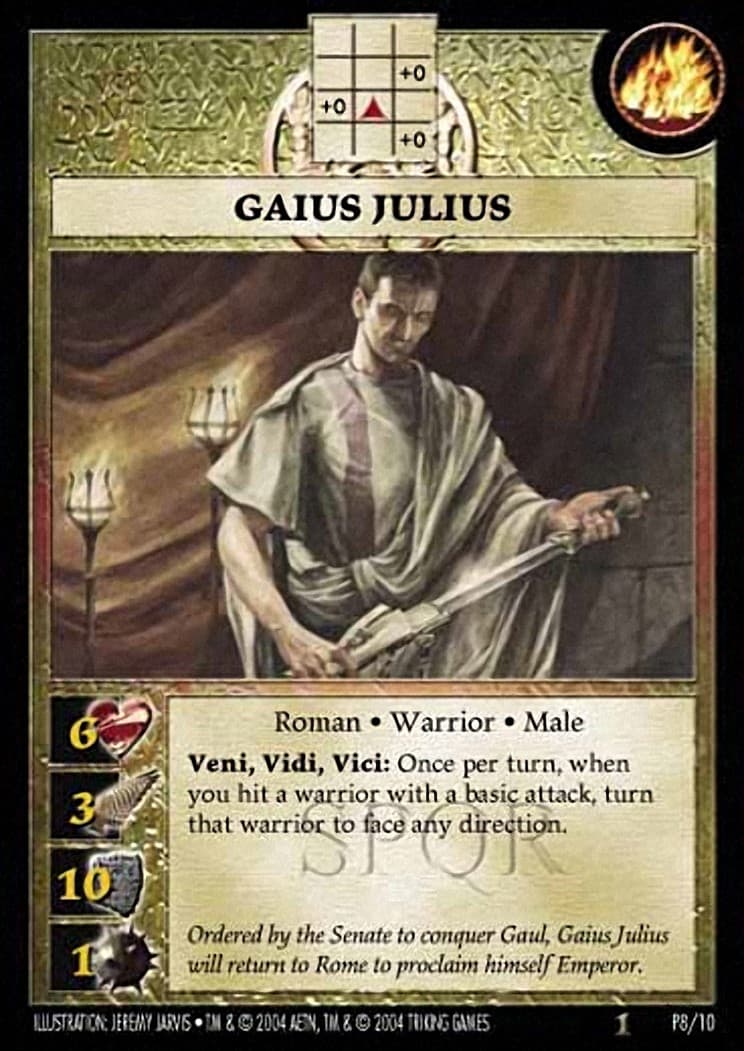 +0
+0
+0
GAIUS JULIUS
6
Roman • Warrior • Male
Veni, Vidi, Vici: Once per turn, when
3
you hit a warrior with a basic attack, turn
that warrior to face any direction.
SPQR
10
Ordered by the Senate to conquer Gaul, Gaius Julius
1
will return to Rome to proclaim himself Emperor.
ILLUSTRATION: JEREMY JARVIS • TM & © 2004 AETN, TM & © 2004 TRIKING GAMES 1 P8/10